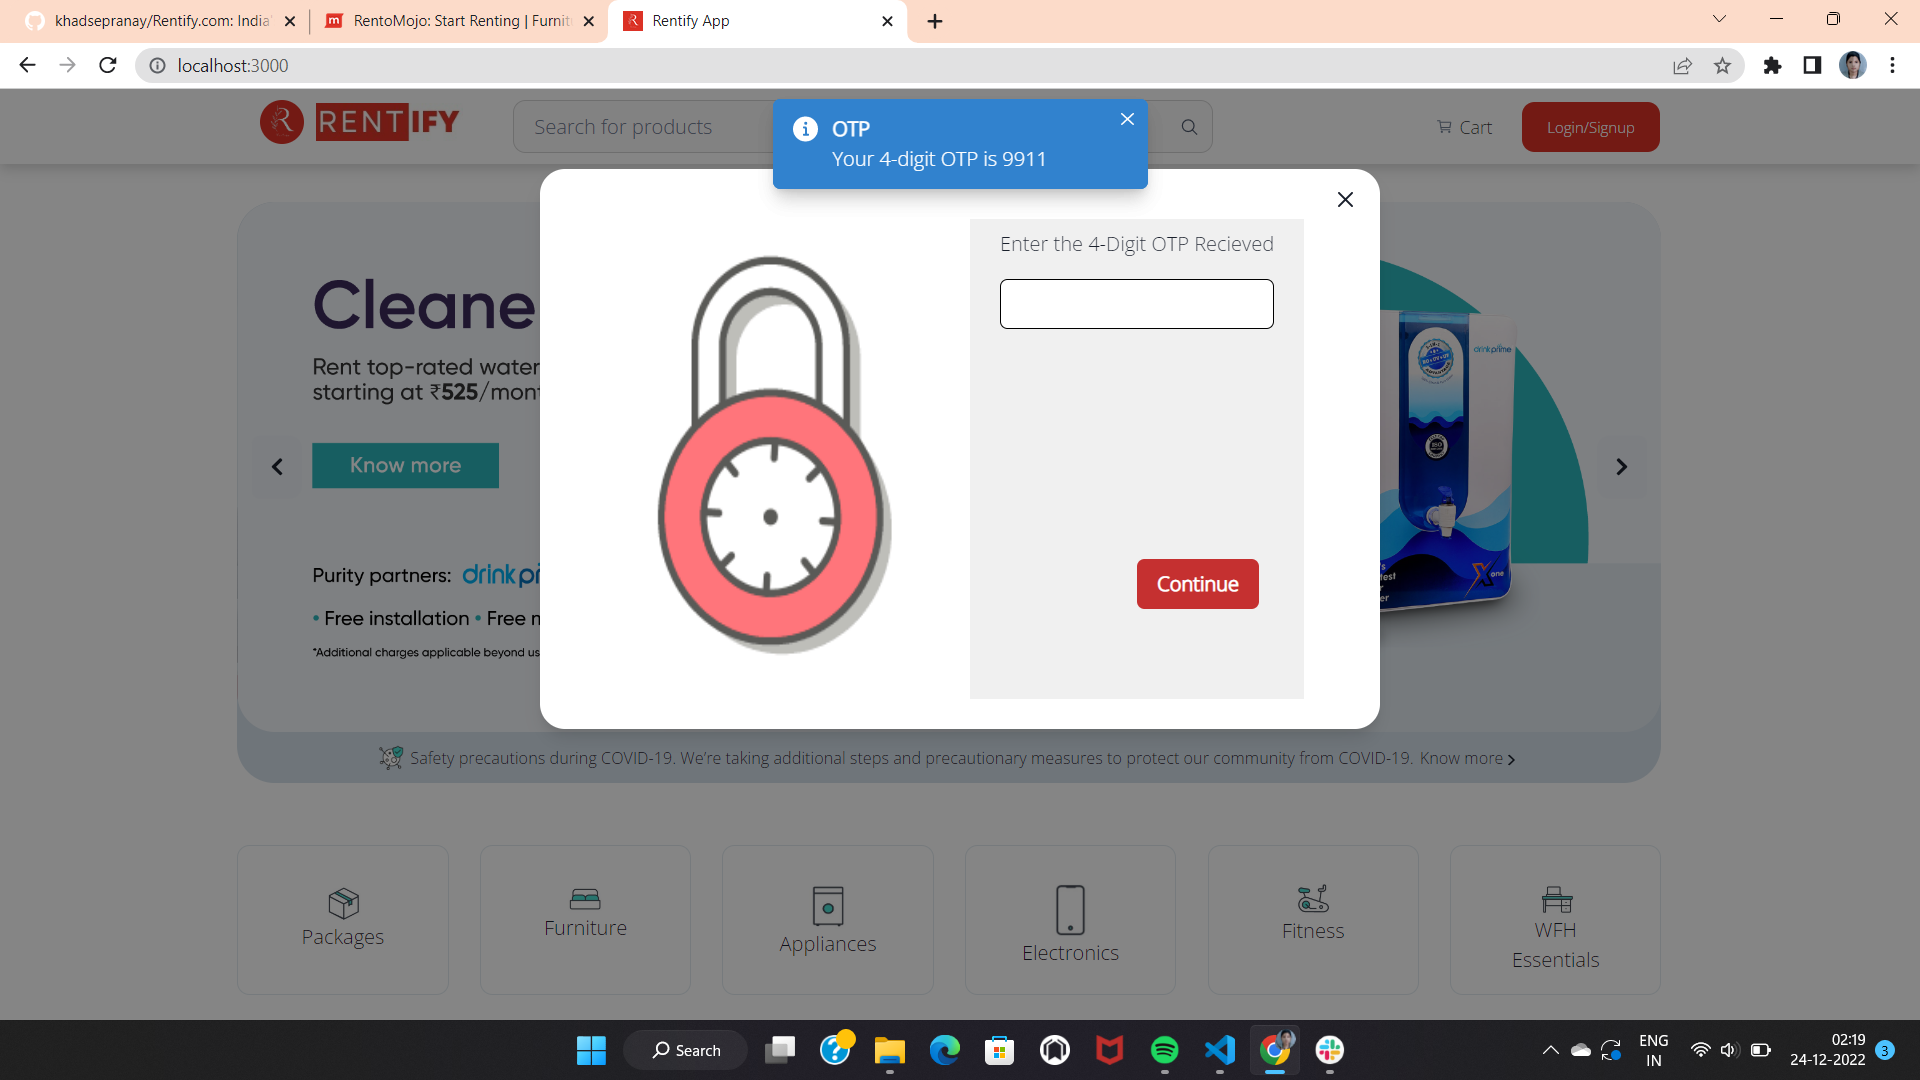 khadsepranay/Rentify.com: India'
RentoMojo: Start Renting | Furnit
Rentify App
localhost:3000
RENTIFY
Search for products
Cart
Login/Signup
OTP
Your 4-digit OTP is 9911
Enter the 4-Digit OTP Recieved
Continue
Cleane
Rent top-rated water
starting at ₹525/mont
Know more
Purity partners: drinkpri
• Free installation • Free m
*Additional charges applicable beyond us
drinkprime
Xone
Safety precautions during COVID-19. We're taking additional steps and precautionary measures to protect our community from COVID-19. Know more
Packages
Furniture
Appliances
Electronics
Fitness
WFH
Essentials
Search
ENG
IN
02:19
24-12-2022
3